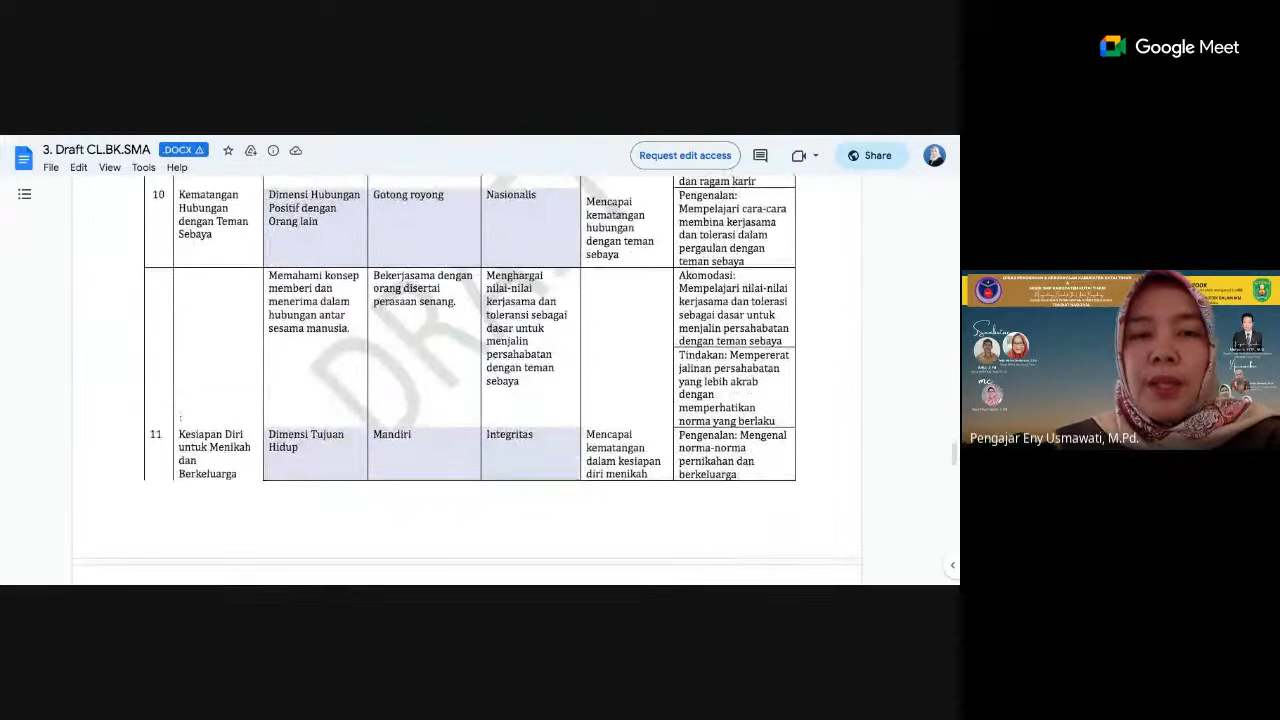 Google Meet
3. Draft CL.BK.SMA .DOCX
Request edit access
Share
File Edit View Tools Help
dan ragam karir
10
Kematangan
Hubungan
dengan Teman
Sebaya
Dimensi Hubungan
Positif dengan
Orang lain
Gotong royong
Nasionalis
Mencapai
kematangan
hubungan
dengan teman
sebaya
Pengenalan:
Mempelajari cara-cara
membina kerjasama
dan tolerasi dalam
pergaulan dengan
teman sebaya
:
Memahami konsep
memberi dan
menerima dalam
hubungan antar
sesama manusia.
Bekerjasama dengan
orang disertai
perasaan senang.
Menghargai
nilai-nilai
kerjasama dan
toleransi sebagai
dasar untuk
menjalin
persahabatan
dengan teman
sebaya
Akomodasi:
Mempelajari nilai-nilai
kerjasama dan tolerasi
sebagai dasar untuk
menjalin persahabatan
dengan teman sebaya
Tindakan: Mempererat
jalinan persahabatan
yang lebih akrab
dengan
memperhatikan
norma yang berlaku
11
Kesiapan Diri
untuk Menikah
dan
Berkeluarga
Dimensi Tujuan
Hidup
Mandiri
Integritas
Mencapai
kematangan
dalam kesiapan
diri menikah
Pengenalan: Mengenal
norma-norma
pernikahan dan
berkeluarga
Pengajar Eny Usmawati, M.Pd.